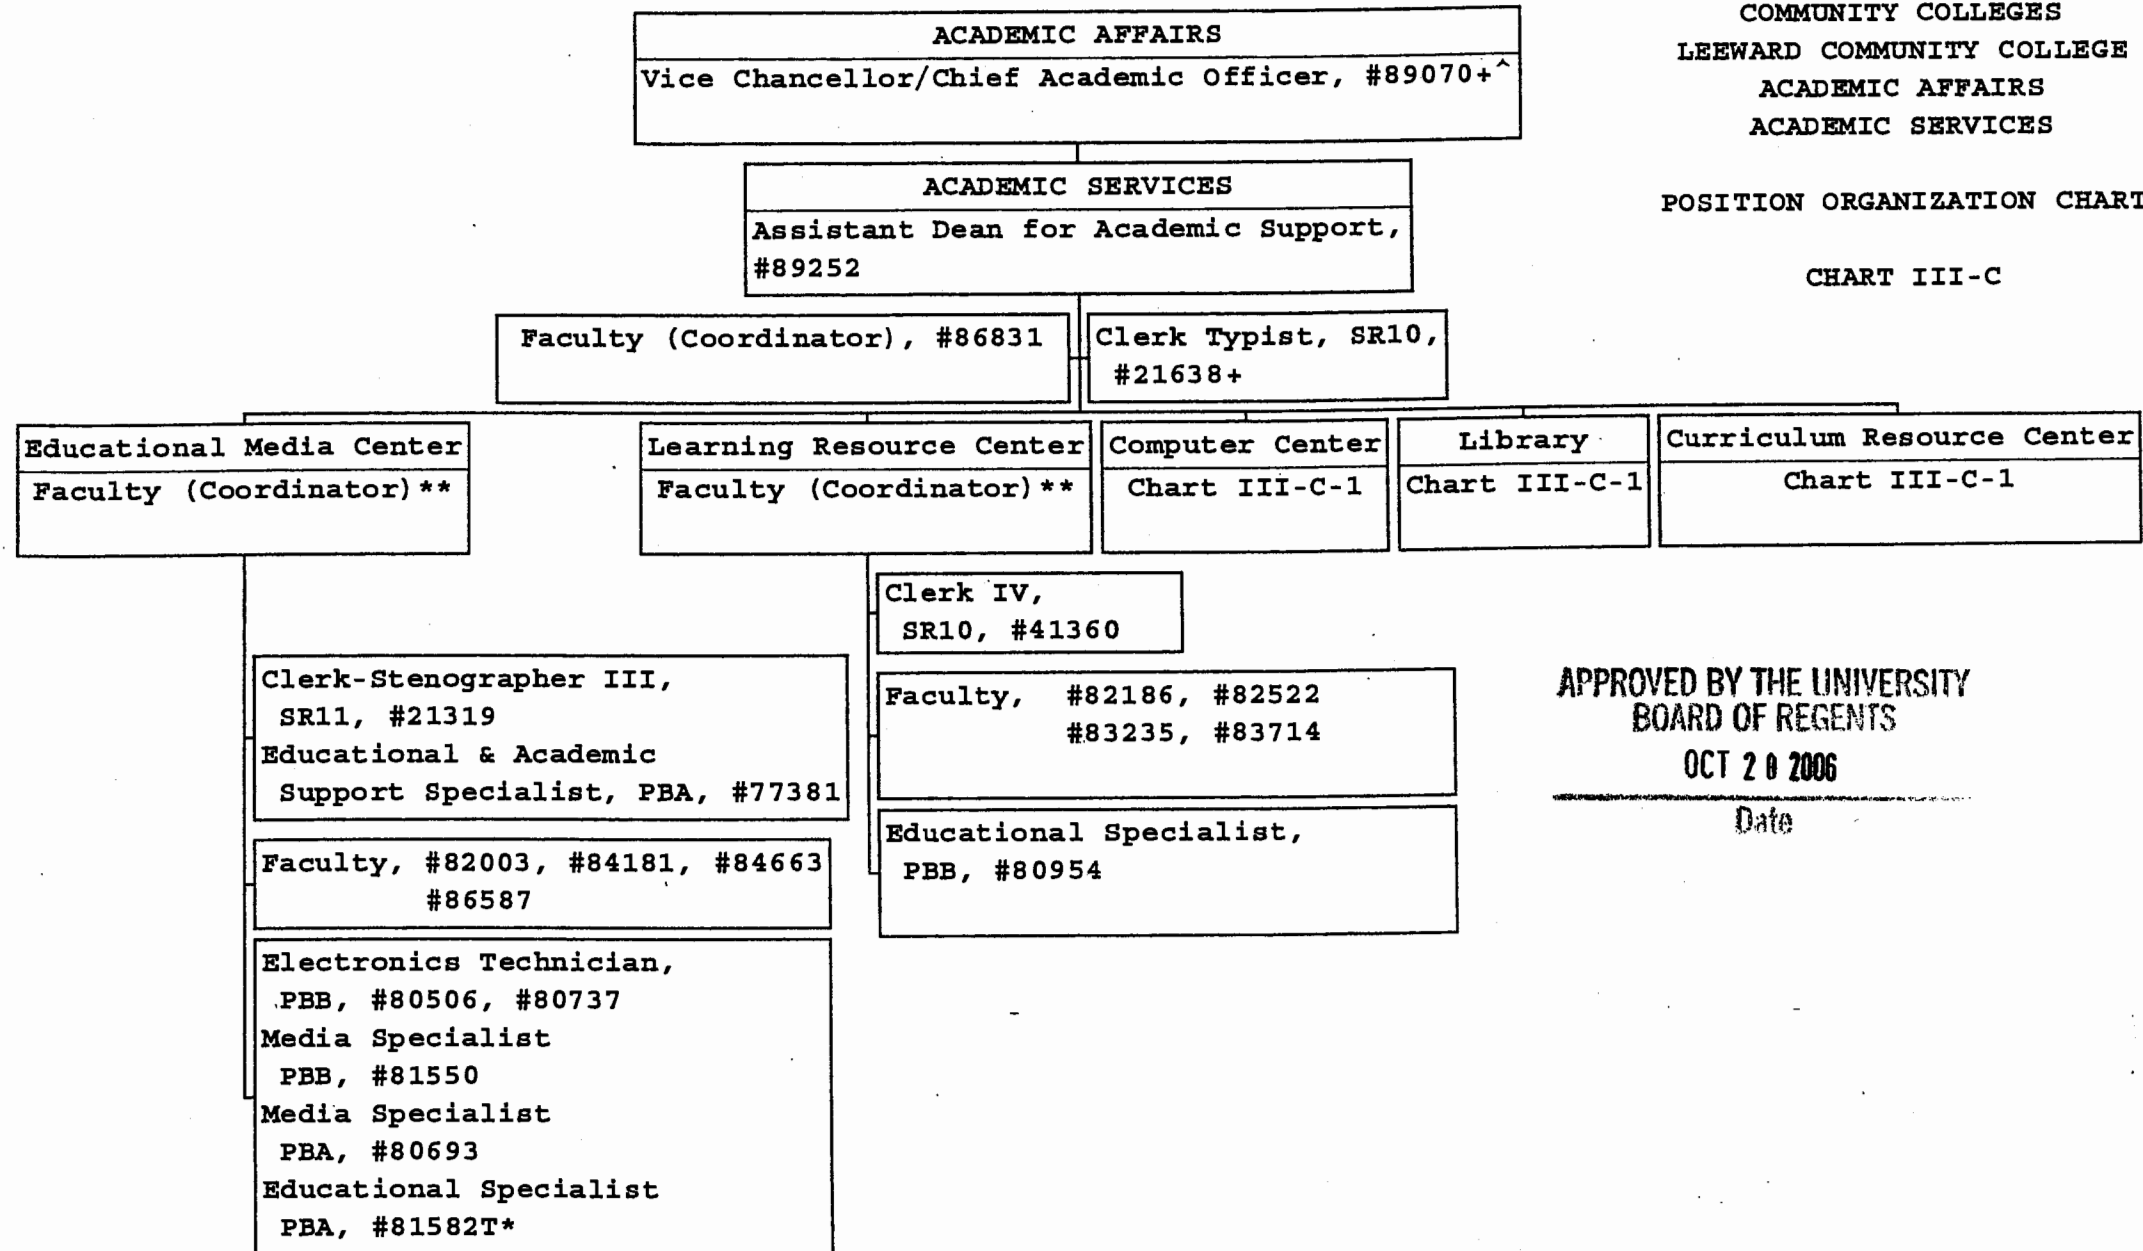 COMMUNITY COLLEGES
LEEWARD COMMUNITY COLLEGE
ACADEMIC AFFAIRS
ACADEMIC SERVICES
POSITION ORGANIZATION CHART
CHART III-C
ACADEMIC AFFAIRS
Vice Chancellor/Chief Academic Officer, #89070+^
ACADEMIC SERVICES
Assistant Dean for Academic Support,
#89252
Faculty (Coordinator), #86831
Clerk Typist, SR10,
#21638+
Educational Media Center
Faculty (Coordinator)**
Learning Resource Center
Faculty (Coordinator)**
Computer Center
Chart III-C-1
Library
Chart III-C-1
Curriculum Resource Center
Chart III-C-1
Clerk-Stenographer III,
SR11, #21319
Educational & Academic
Support Specialist, PBA, #77381
Faculty, #82003, #84181, #84663
#86587
Electronics Technician,
PBB, #80506, #80737
Media Specialist
PBB, #81550
Media Specialist
PBA, #80693
Educational Specialist
PBA, #81582T*
Clerk IV,
SR10, #41360
Faculty, #82186, #82522
#83235, #83714
Educational Specialist,
PBB, #80954
APPROVED BY THE UNIVERSITY
BOARD OF REGENTS
OCT 20 2006
Date